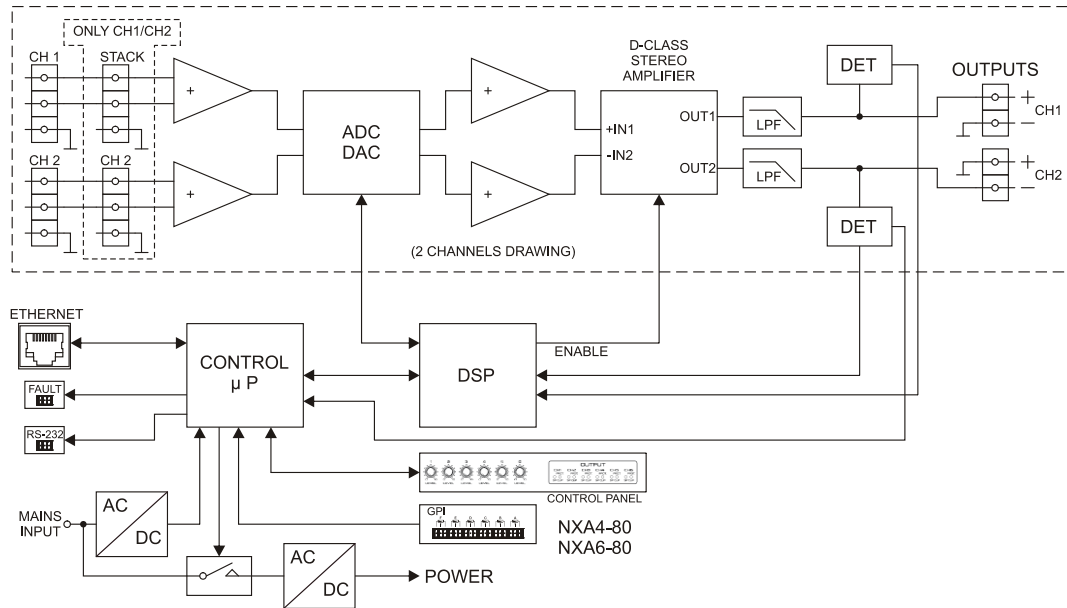 ONLY CH1/CH2
CH 1
STACK
CH 2
CH 2
+
+
ADC
DAC
+
+
D-CLASS
STEREO
AMPLIFIER
+IN1
-IN2
OUT1
OUT2
LPF
LPF
DET
DET
OUTPUTS
+
CH1
−
+
CH2
−
(2 CHANNELS DRAWING)
ETHERNET
FAULT
RS-232
CONTROL
µ P
DSP
ENABLE
OUTPUT
CONTROL PANEL
GPI
NXA4-80
NXA6-80
MAINS
INPUT
AC
DC
AC
DC
POWER